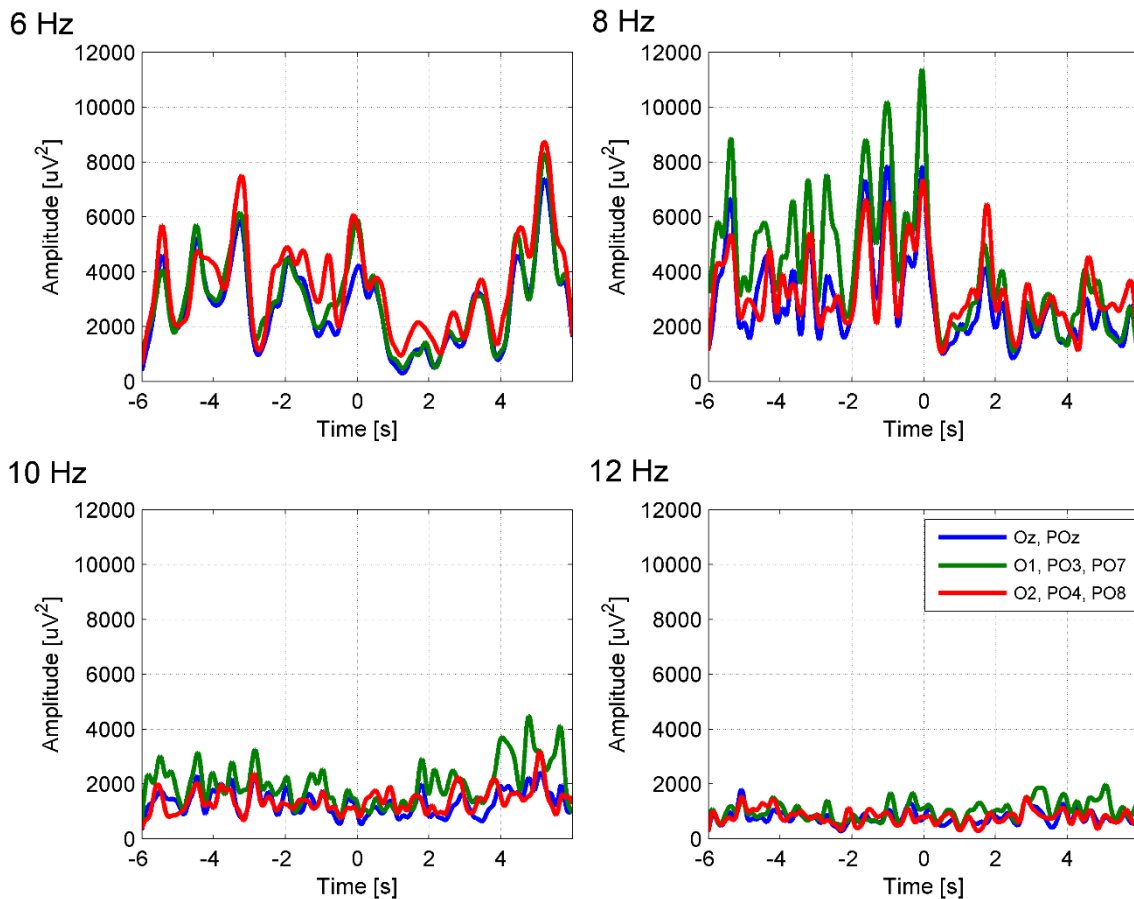 6 Hz
12000
10000
8000
6000
4000
2000
0
Amplitude [uV²]
-6 -4 -2 0 2 4
Time [s]
8 Hz
12000
10000
8000
6000
4000
2000
0
Amplitude [uV²]
-6 -4 -2 0 2 4
Time [s]
10 Hz
12000
10000
8000
6000
4000
2000
0
Amplitude [uV²]
-6 -4 -2 0 2 4
Time [s]
12 Hz
12000
10000
8000
6000
4000
2000
0
Amplitude [uV²]
-6 -4 -2 0 2 4
Time [s]
Oz, POz
O1, PO3, PO7
O2, PO4, PO8